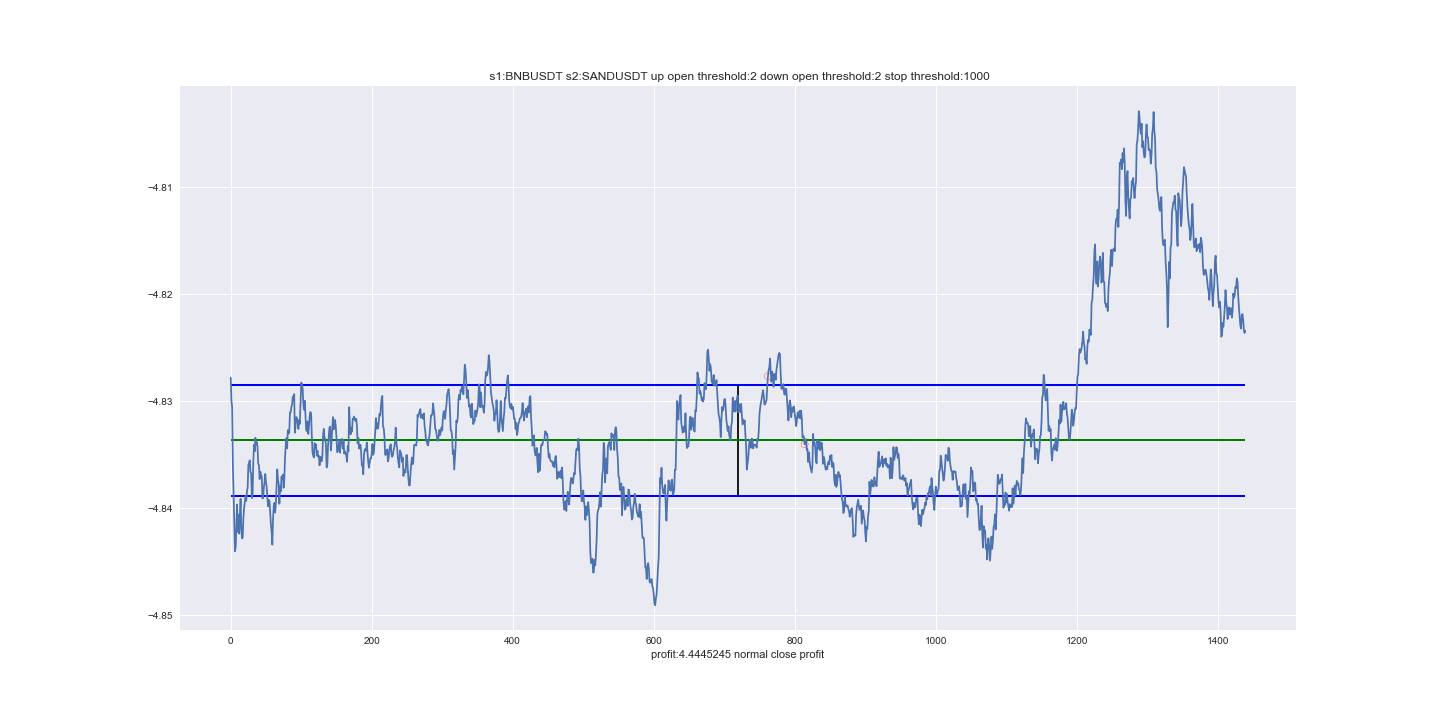 s1:BNBUSDT s2:SANDUSDT up open threshold:2 down open threshold:2 stop threshold:1000
−4.81
−4.82
−4.83
−4.84
−4.85
0 200 400 600 800 1000 1200 1400
profit:4.4445245 normal close profit